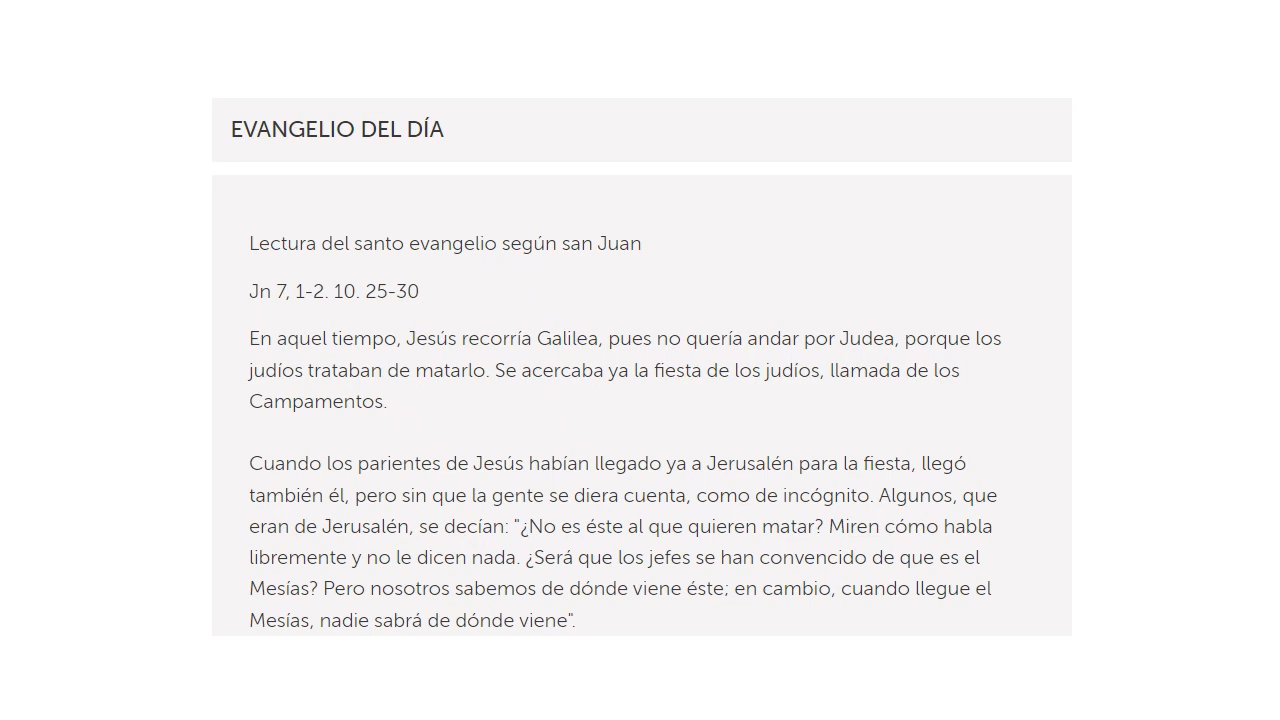 EVANGELIO DEL DÍA
Lectura del santo evangelio según san Juan
Jn 7, 1-2. 10. 25-30
En aquel tiempo, Jesús recorría Galilea, pues no quería andar por Judea, porque los
judíos trataban de matarlo. Se acercaba ya la fiesta de los judíos, llamada de los
Campamentos.
Cuando los parientes de Jesús habían llegado ya a Jerusalén para la fiesta, llegó
también él, pero sin que la gente se diera cuenta, como de incógnito. Algunos, que
eran de Jerusalén, se decían: "¿No es éste al que quieren matar? Miren cómo habla
libremente y no le dicen nada. ¿Será que los jefes se han convencido de que es el
Mesías? Pero nosotros sabemos de dónde viene éste; en cambio, cuando llegue el
Mesías, nadie sabrá de dónde viene".